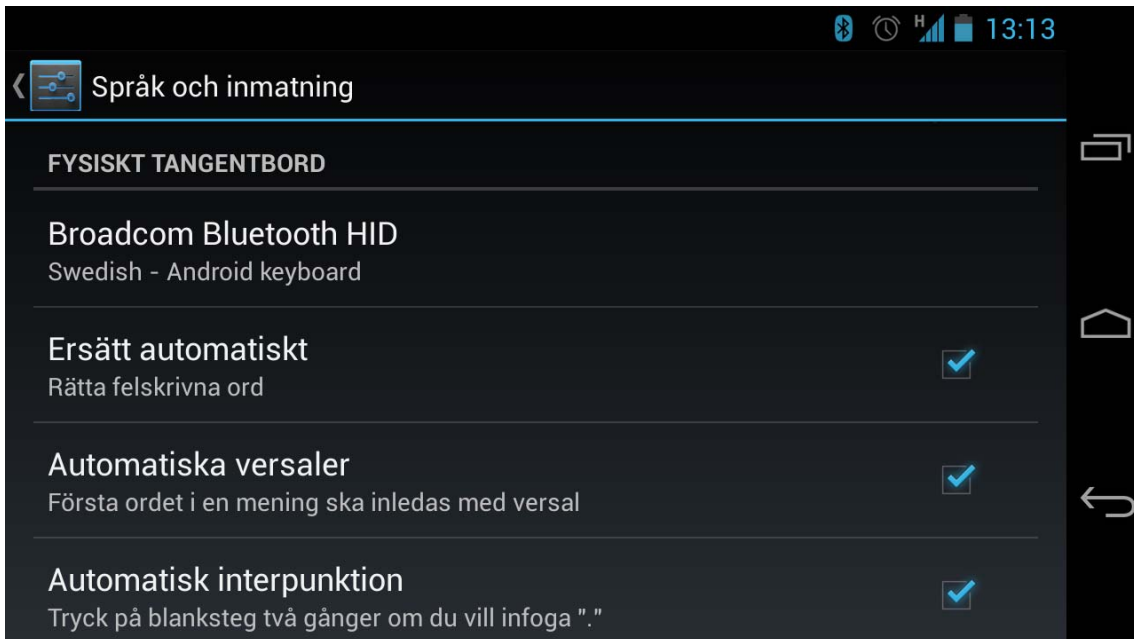 H 13:13
Språk och inmatning
FYSISKT TANGENTBORD
Broadcom Bluetooth HID
Swedish - Android keyboard
Ersätt automatiskt
Rätta felskrivna ord
Automatiska versaler
Första ordet i en mening ska inledas med versal
Automatisk interpunktion
Tryck på blanksteg två gånger om du vill infoga "."